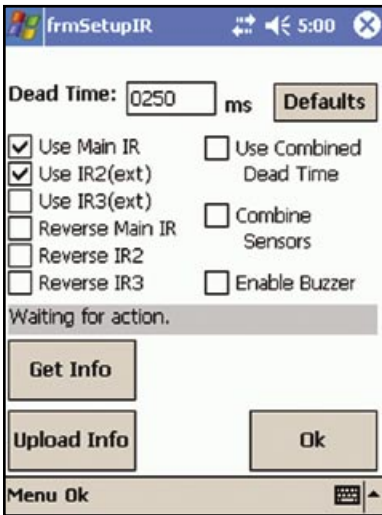 frmSetupIR 5:00
Dead Time: 0250 ms Defaults
Use Main IR
Use IR2(ext)
Use IR3(ext)
Reverse Main IR
Reverse IR2
Reverse IR3
Use Combined
Dead Time
Combine
Sensors
Enable Buzzer
Waiting for action.
Get Info
Upload Info Ok
Menu Ok